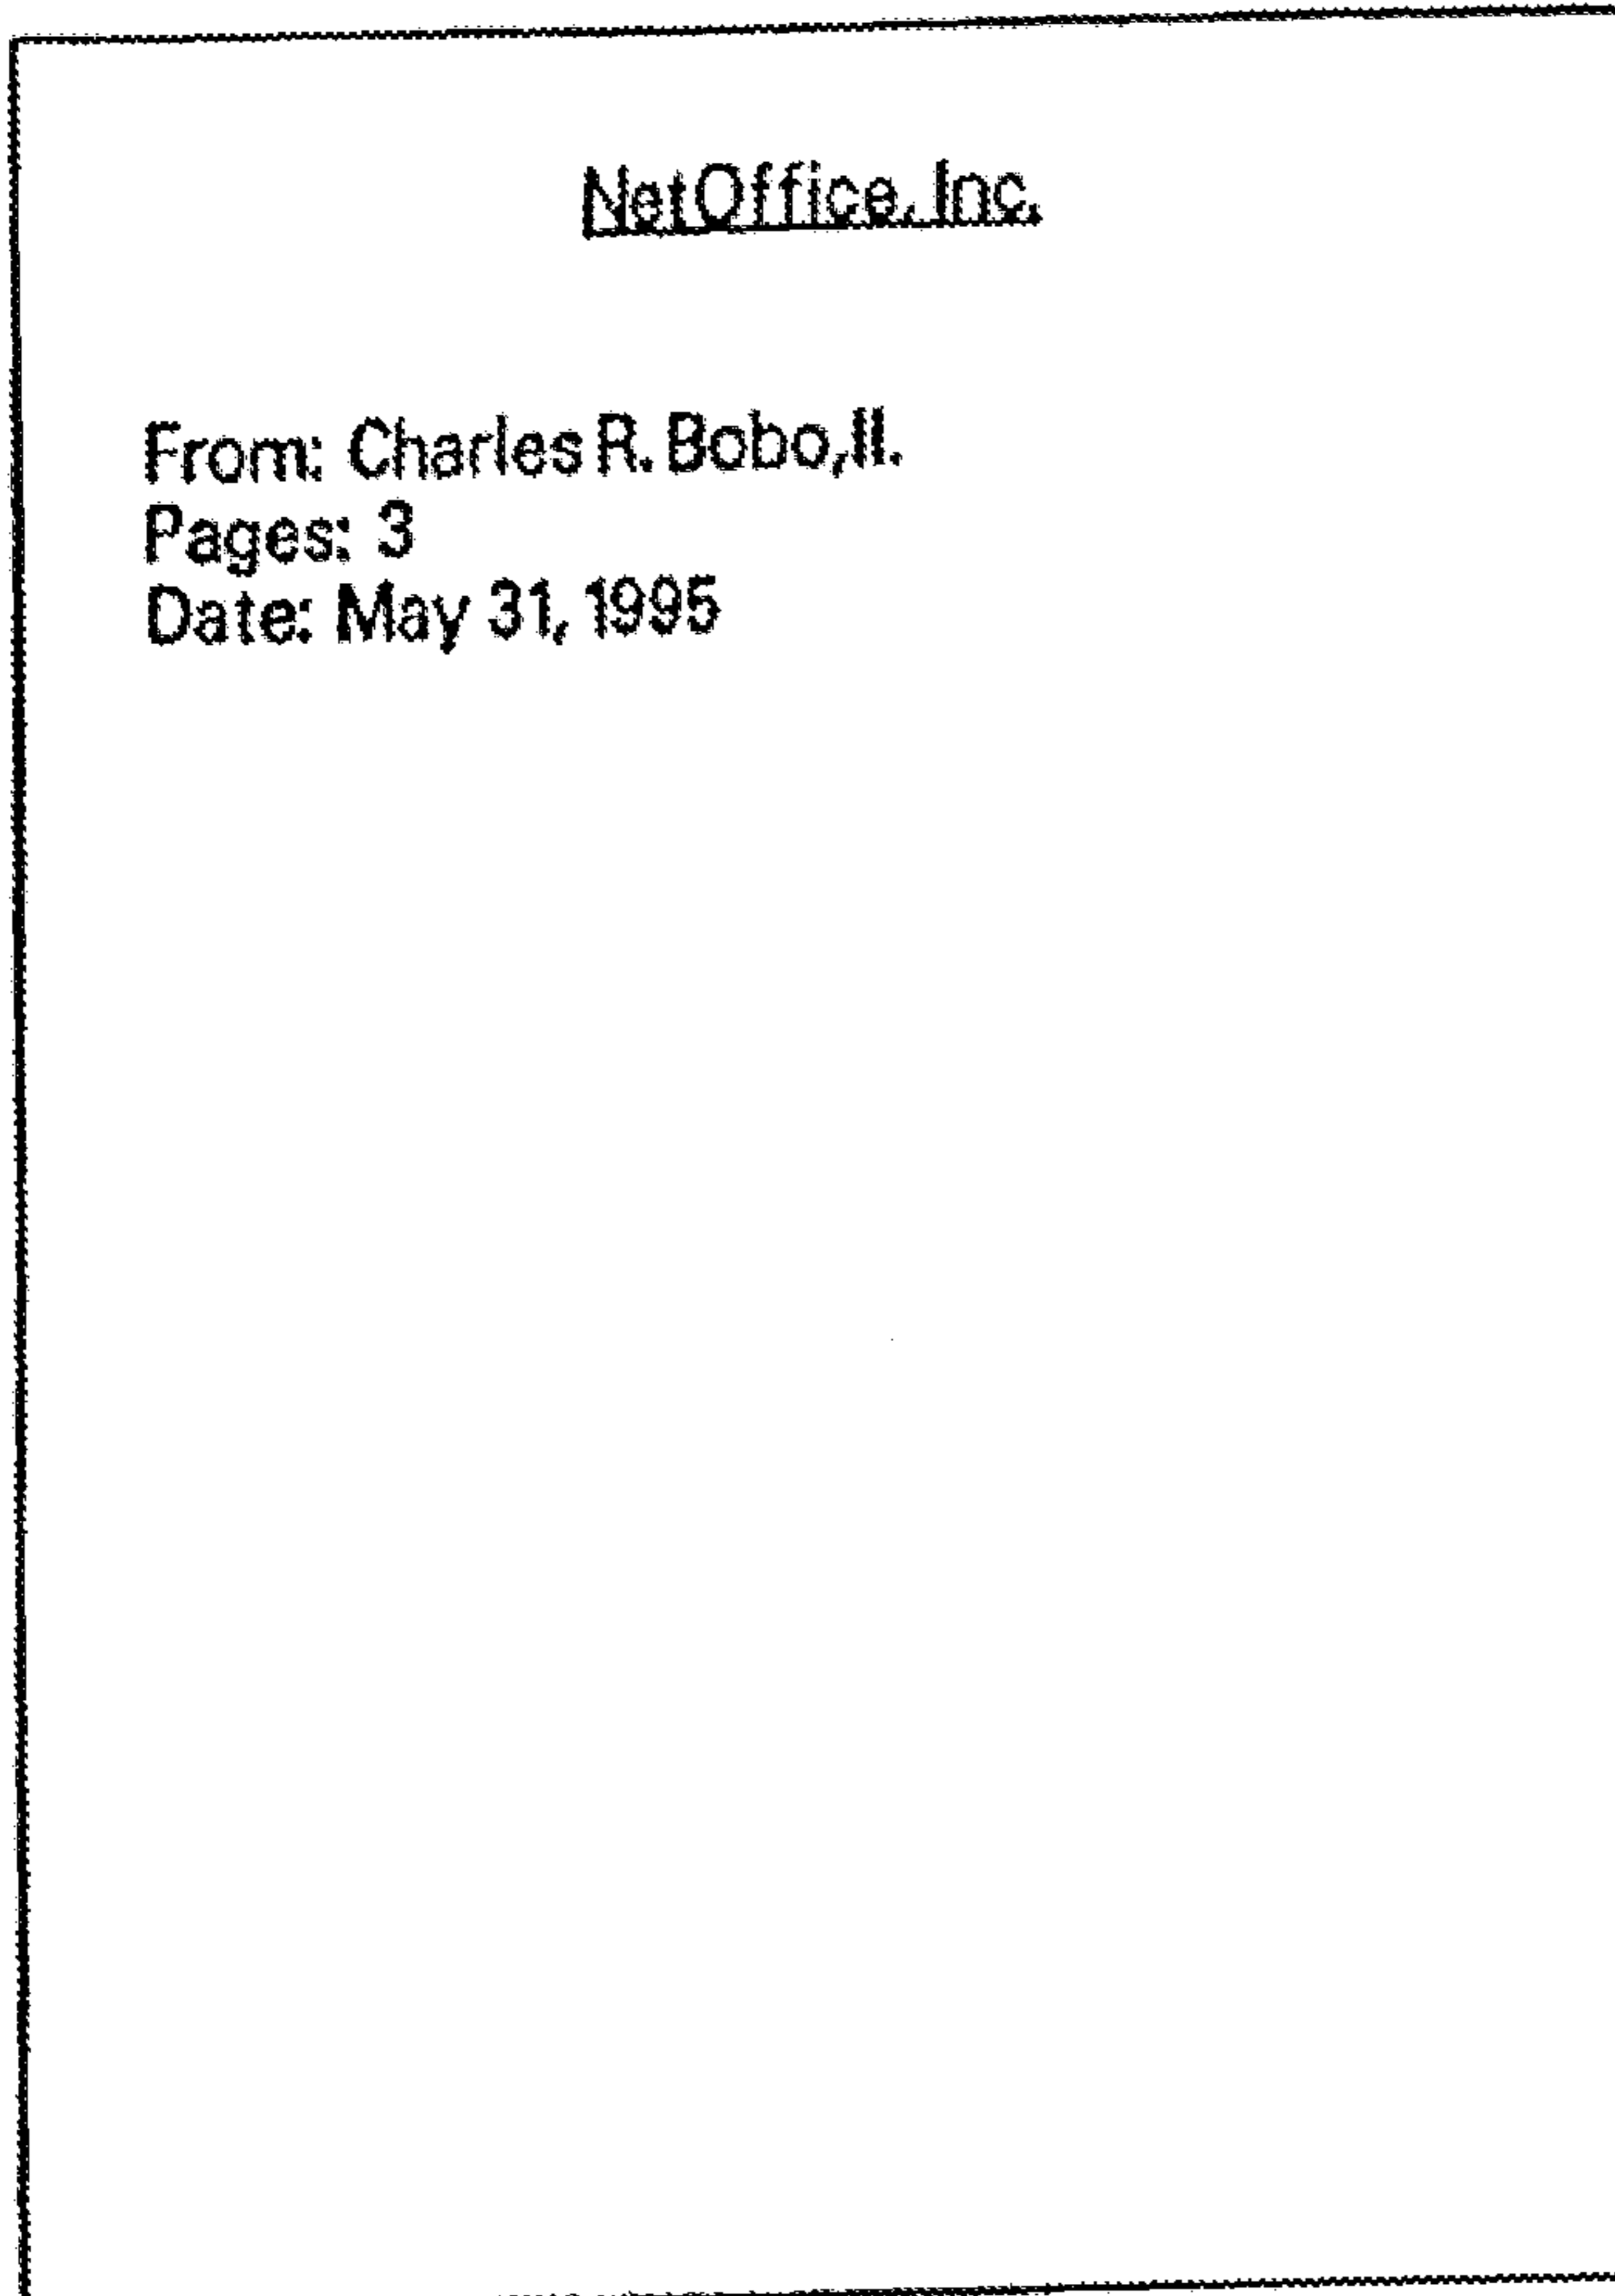 NetOffice, Inc.
From: Charles R. Bobo, II.
Pages: 3
Date: May 31, 1995